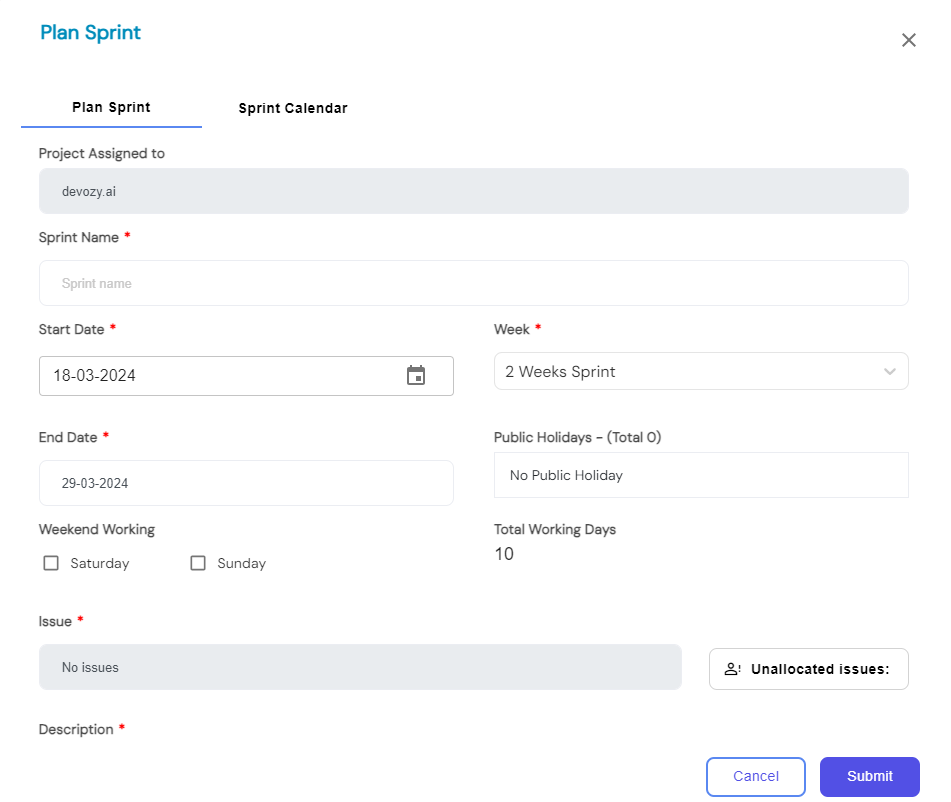 Plan Sprint
Plan Sprint
Sprint Calendar
Project Assigned to
devozy.ai
Sprint Name *
Sprint name
Start Date *
Week *
18-03-2024
2 Weeks Sprint
End Date *
Public Holidays - (Total 0)
29-03-2024
No Public Holiday
Weekend Working
Total Working Days
Saturday
Sunday
10
Issue *
No issues
Unallocated issues:
Description *
Cancel
Submit